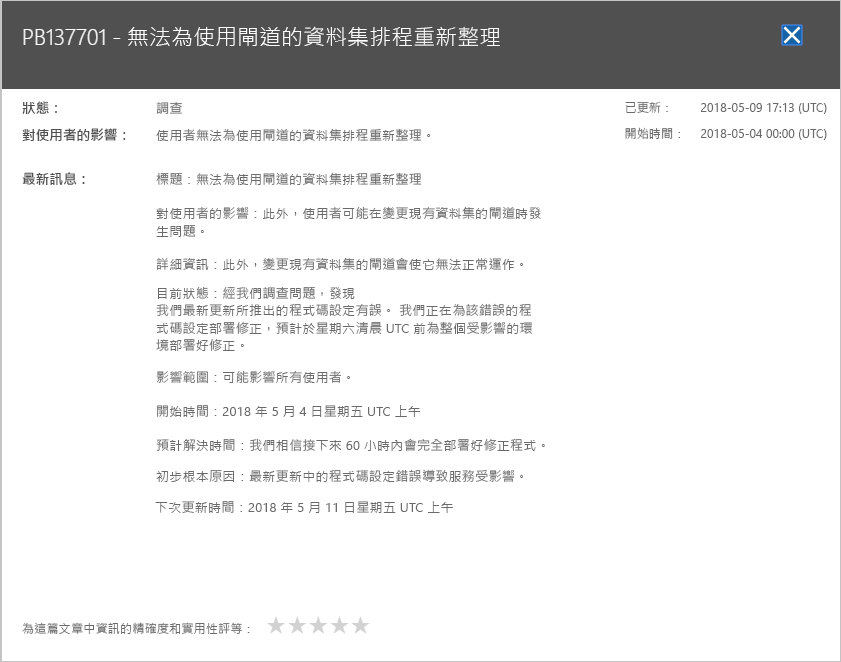 PB137701 - 無法為使用閘道的資料集排程重新整理
狀態： 調查 已更新： 2018-05-09 17:13 (UTC)
對使用者的影響： 使用者無法為使用閘道的資料集排程重新整理。 開始時間： 2018-05-04 00:00 (UTC)
最新訊息： 標題：無法為使用閘道的資料集排程重新整理
對使用者的影響：此外，使用者可能在變更現有資料集的閘道時發
生問題。
詳細資訊：此外，變更現有資料集的閘道會使它無法正常運作。
目前狀態：經我們調查問題，發現
我們最新更新所推出的程式碼設定有誤。 我們正在為該錯誤的程
式碼設定部署修正，預計於星期六清晨 UTC 前為整個受影響的環
境部署好修正。
影響範圍：可能影響所有使用者。
開始時間：2018 年 5 月 4 日星期五 UTC 上午
預計解決時間：我們相信接下來 60 小時內會完全部署好修正程式。
初步根本原因：最新更新中的程式碼設定錯誤導致服務受影響。
下次更新時間：2018 年 5 月 11 日星期五 UTC 上午
為這篇文章中資訊的精確度和實用性評等：